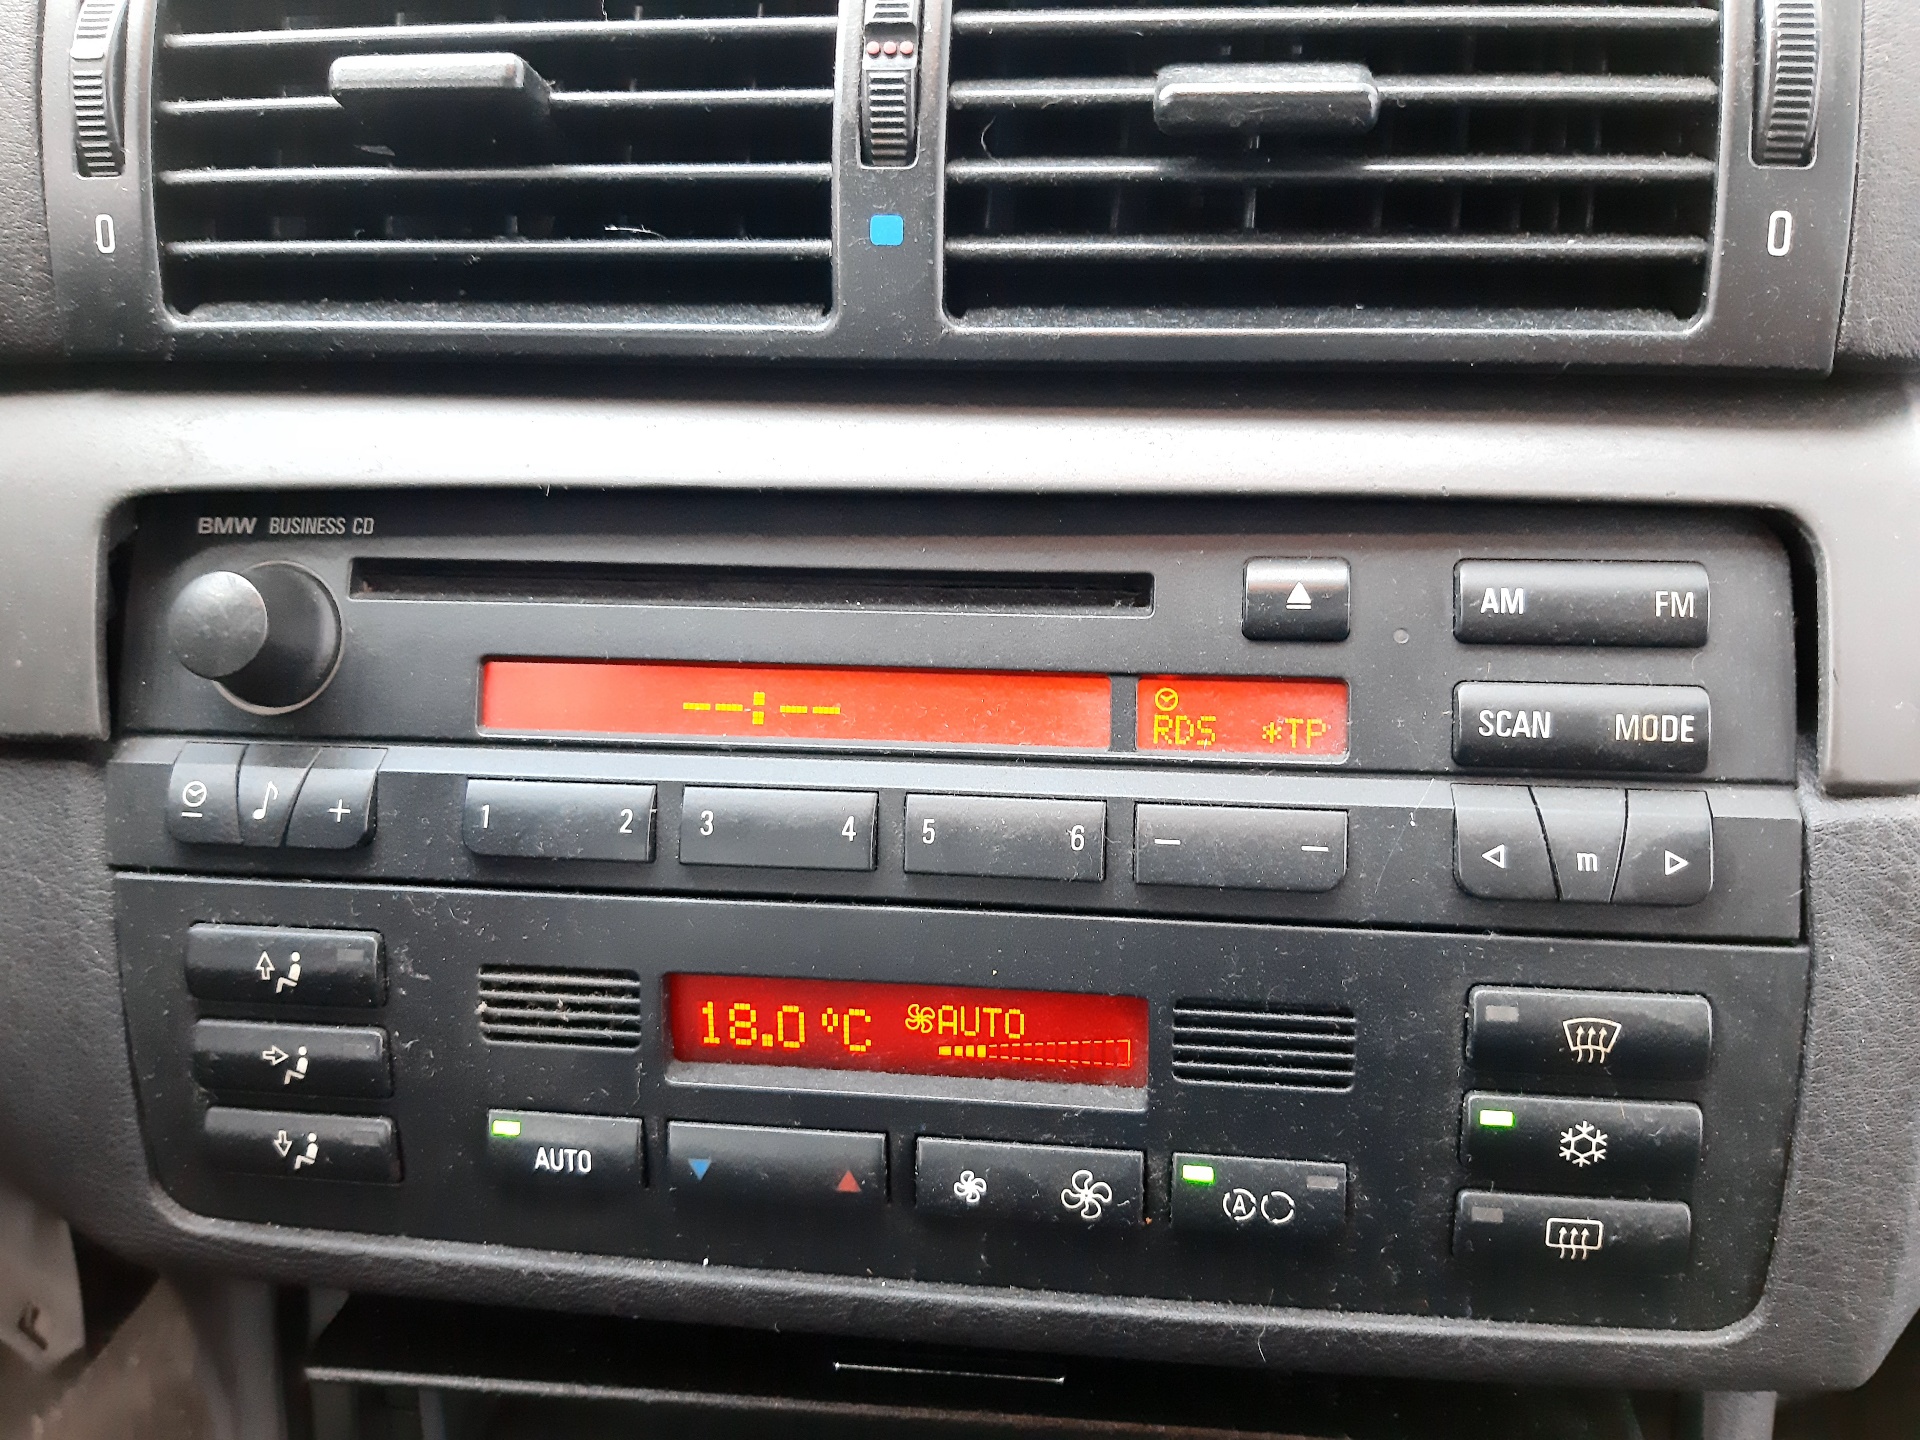 0
0
BMW BUSINESS CD
AM FM
--:--
RDS *TP
SCAN MODE
+ 1 2 3 4 5 6 — — m
18.0 °C AUTO
AUTO
A